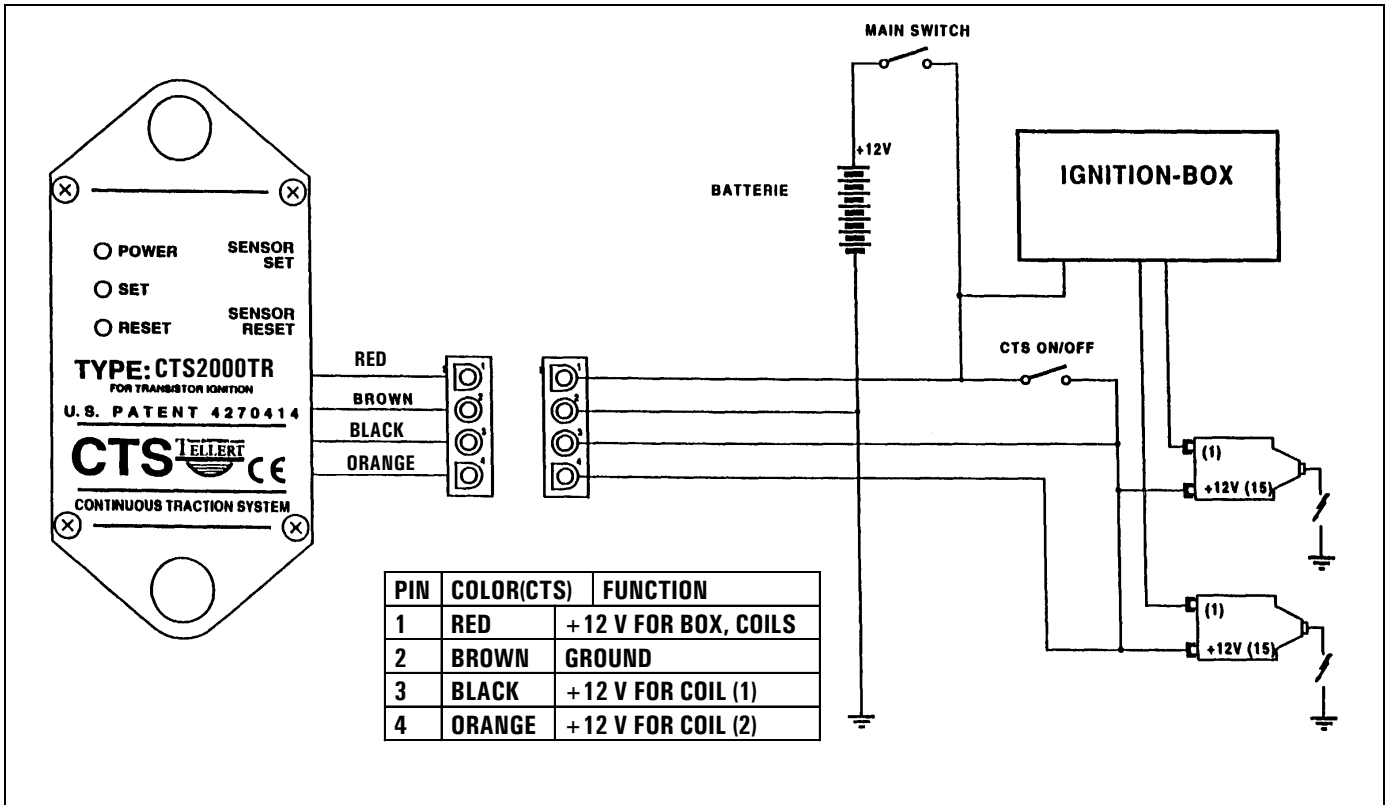 MAIN SWITCH
+12V
BATTERIE
IGNITION-BOX
POWER
SENSOR
SET
SET
SENSOR
RESET
RESET
TYPE: CTS2000TR
FOR TRANSISTOR IGNITION
U.S. PATENT 4270414
CTS TELLERT CE
CONTINUOUS TRACTION SYSTEM
RED
BROWN
BLACK
ORANGE
1
2
3
4
1
2
3
4
CTS ON/OFF
(1)
+12V (15)
(1)
+12V (15)
PIN COLOR(CTS) FUNCTION
1 RED +12 V FOR BOX, COILS
2 BROWN GROUND
3 BLACK +12 V FOR COIL (1)
4 ORANGE +12 V FOR COIL (2)